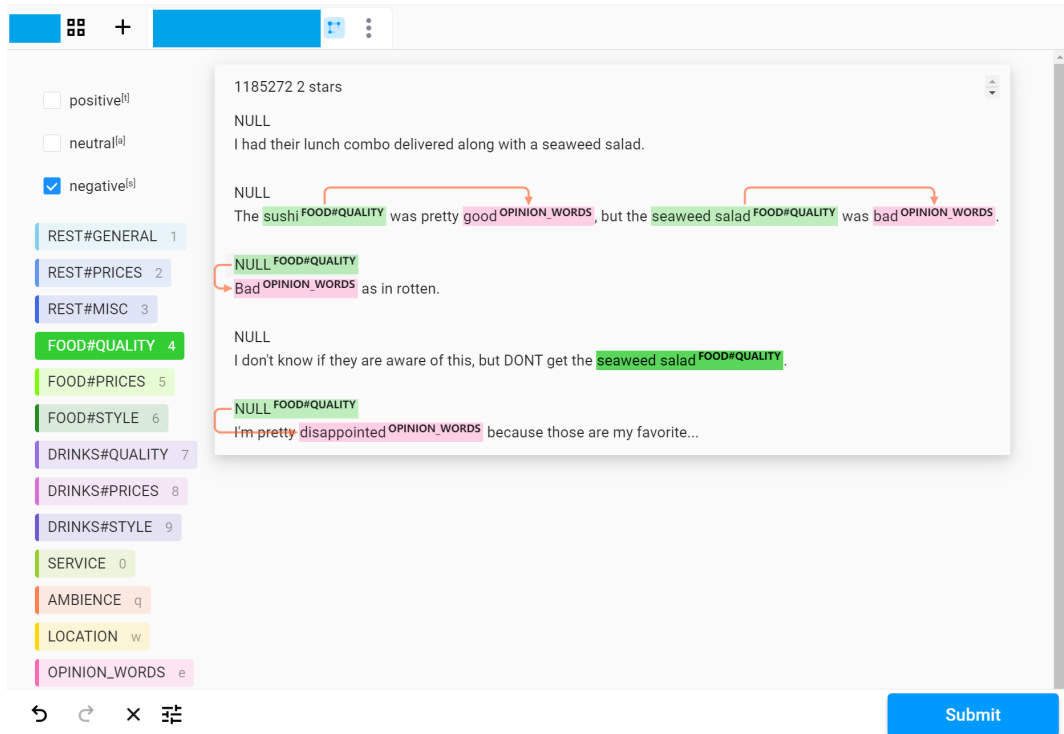 positive[t]
neutral[a]
negative[s]
REST#GENERAL 1
REST#PRICES 2
REST#MISC 3
FOOD#QUALITY 4
FOOD#PRICES 5
FOOD#STYLE 6
DRINKS#QUALITY 7
DRINKS#PRICES 8
DRINKS#STYLE 9
SERVICE 0
AMBIENCE q
LOCATION w
OPINION_WORDS e
1185272 2 stars
NULL
I had their lunch combo delivered along with a seaweed salad.
NULL
The sushi FOOD#QUALITY was pretty good OPINION_WORDS, but the seaweed salad FOOD#QUALITY was bad OPINION_WORDS.
NULL FOOD#QUALITY
Bad OPINION_WORDS as in rotten.
NULL
I don't know if they are aware of this, but DONT get the seaweed salad FOOD#QUALITY.
NULL FOOD#QUALITY
I'm pretty disappointed OPINION_WORDS because those are my favorite...
Submit